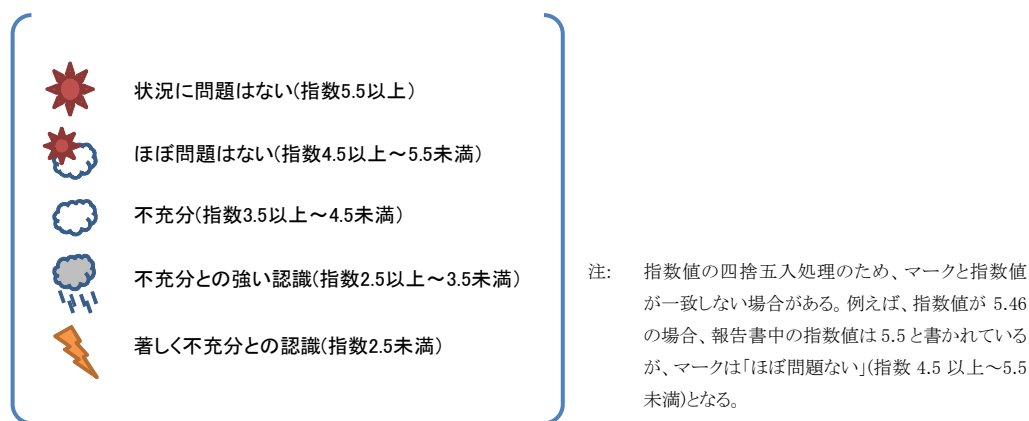 状況に問題はない(指数5.5以上)
ほぼ問題はない(指数4.5以上～5.5未満)
不充分(指数3.5以上～4.5未満)
不充分との強い認識(指数2.5以上～3.5未満)
著しく不充分との認識(指数2.5未満)
注: 指数値の四捨五入処理のため、マークと指数値
が一致しない場合がある。例えば、指数値が 5.46
の場合、報告書中の指数値は 5.5 と書かれている
が、マークは「ほぼ問題ない」(指数 4.5 以上～5.5
未満)となる。